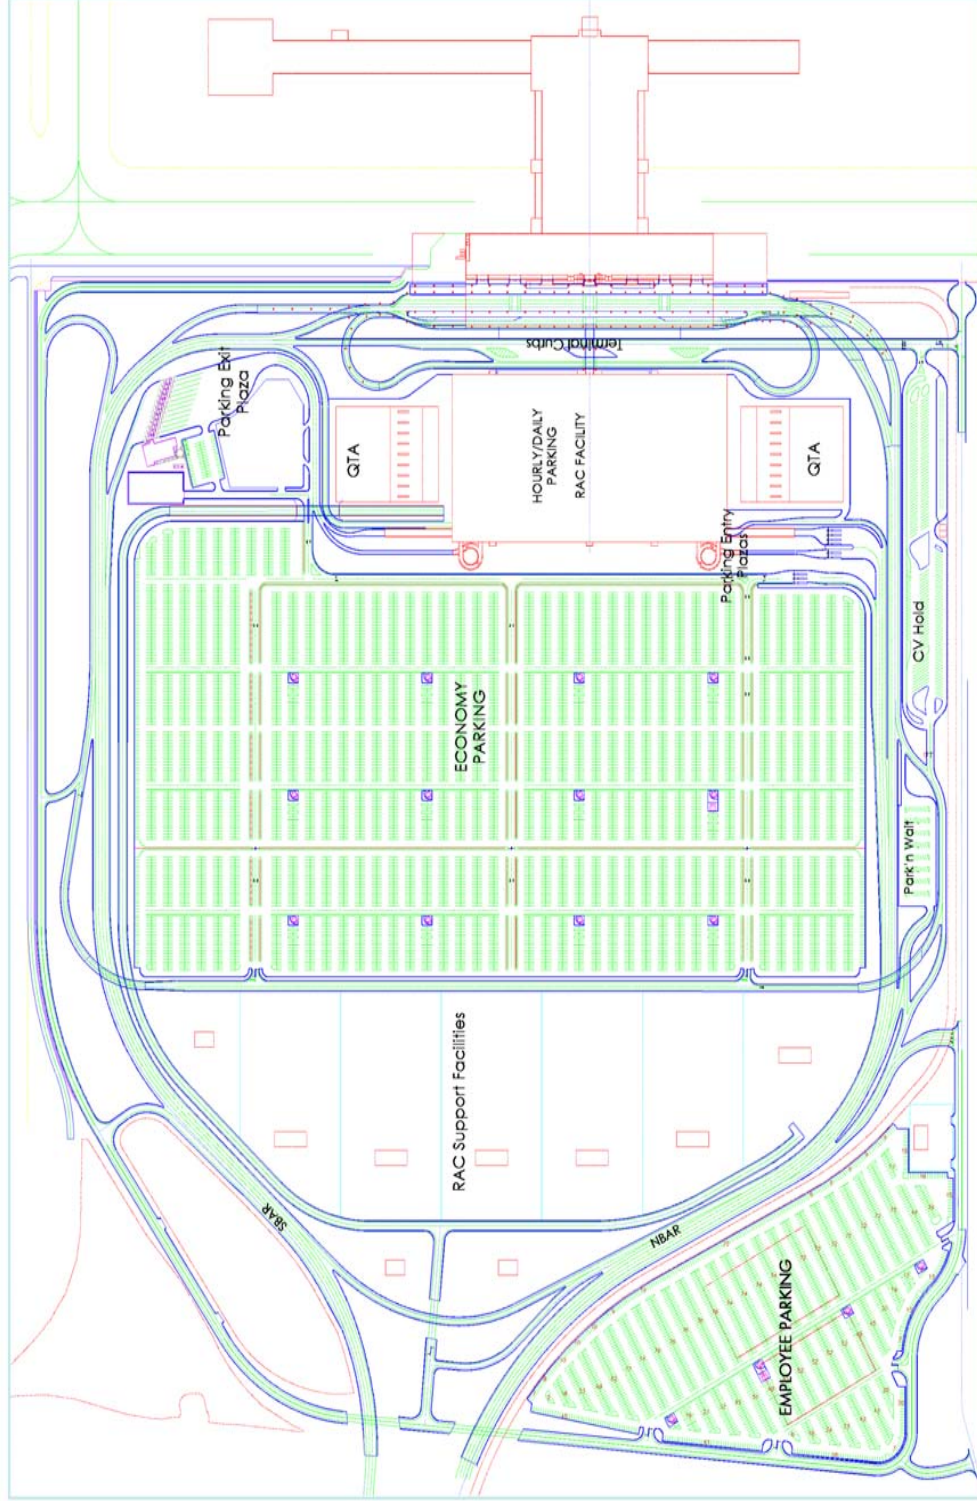 Terminal Curbs
Parking Exit
Plaza
QTA
HOURLY/DAILY
PARKING
RAC FACILITY
QTA
Parking Entry
Plazas
CV Hold
ECONOMY
PARKING
Park'n Wait
RAC Support Facilities
SBAR
NBAR
EMPLOYEE PARKING